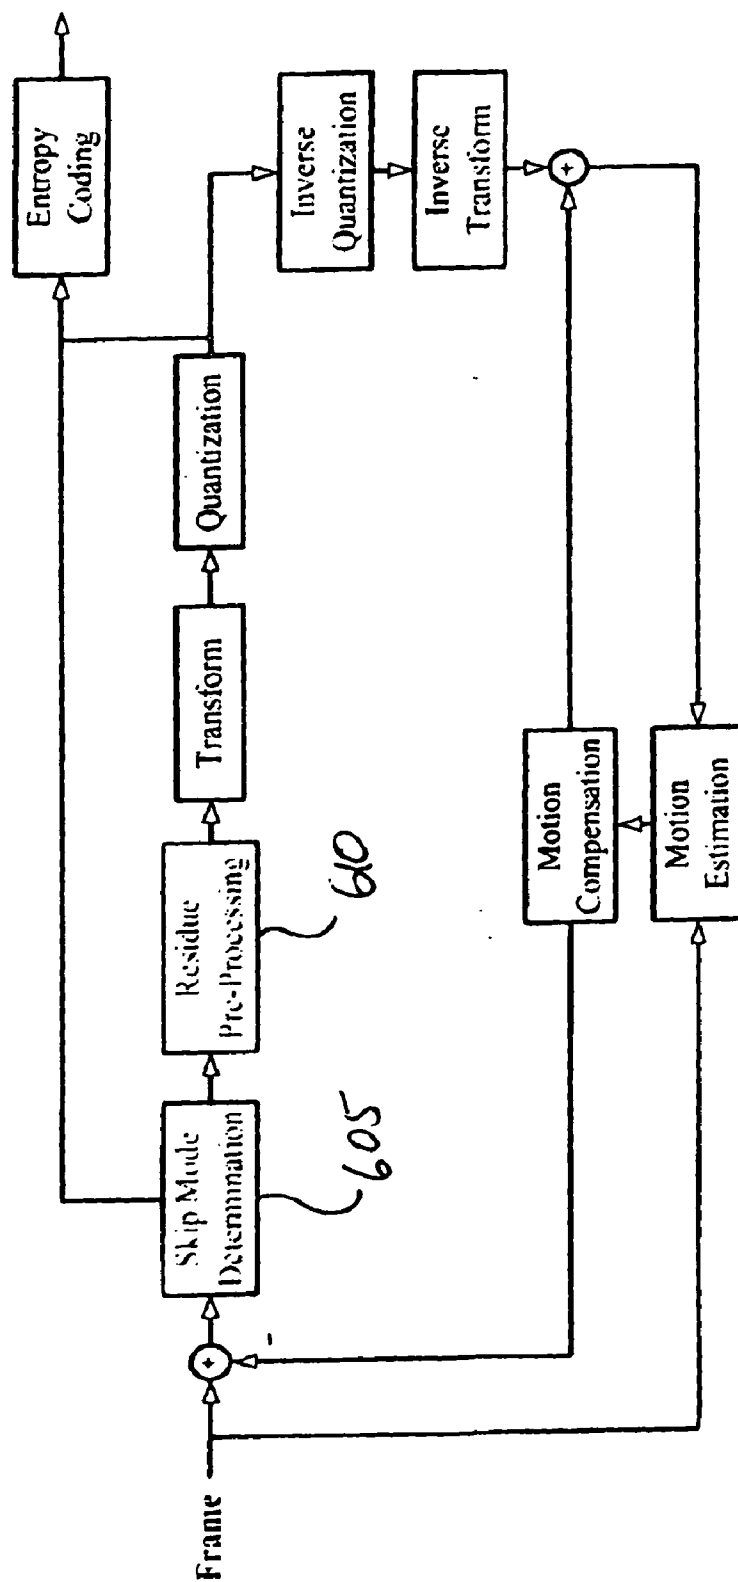 Frame
+
-
Skip Mode
Determination
605
Residue
Pre-Processing
610
Transform
Quantization
Entropy
Coding
Inverse
Quantization
Inverse
Transform
+
Motion
Compensation
Motion
Estimation